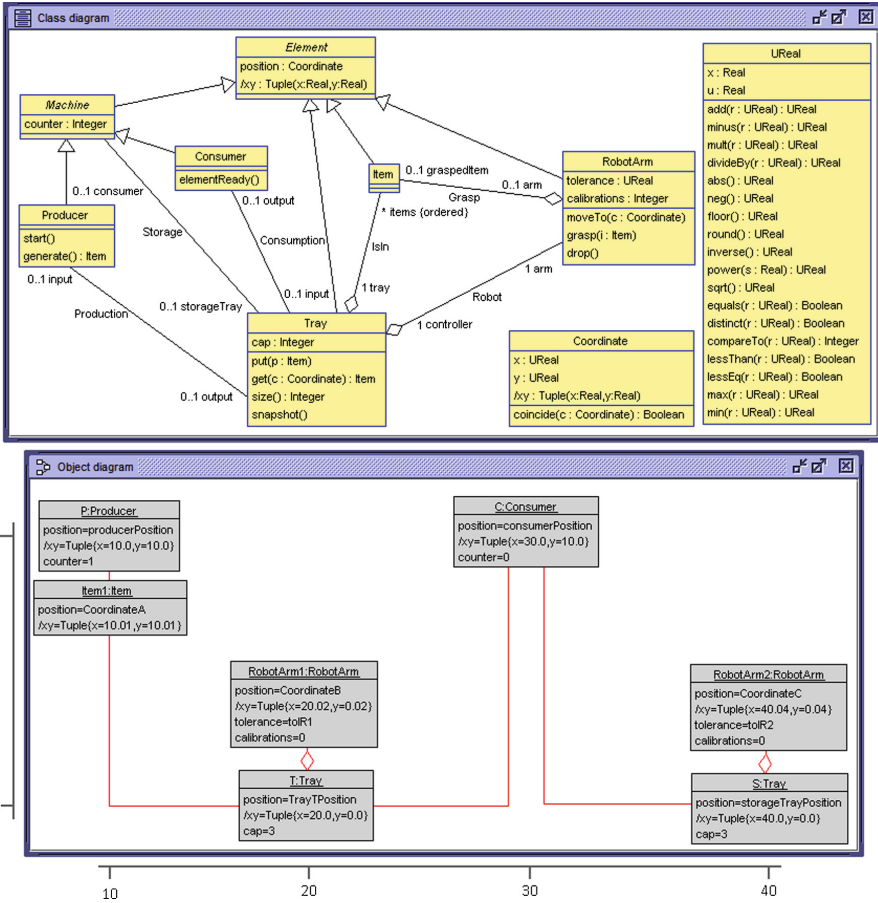 Class diagram
Element
position : Coordinate
/xy : Tuple(x:Real,y:Real)
Machine
counter : Integer
Consumer
elementReady()
Producer
start()
generate() : Item
0..1 consumer
0..1 input
Production
Storage
0..1 storageTray
0..1 output
Consumption
0..1 output
0..1 input
Item
0..1 graspedItem
Grasp
0..1 arm
* items {ordered}
IsIn
1 tray
RobotArm
tolerance : UReal
calibrations : Integer
moveTo(c : Coordinate)
grasp(i : Item)
drop()
1 arm
Robot
1 controller
Tray
cap : Integer
put(p : Item)
get(c : Coordinate) : Item
size() : Integer
snapshot()
Coordinate
x : UReal
y : UReal
/xy : Tuple(x:Real,y:Real)
coincide(c : Coordinate) : Boolean
UReal
x : Real
u : Real
add(r : UReal) : UReal
minus(r : UReal) : UReal
mult(r : UReal) : UReal
divideBy(r : UReal) : UReal
abs() : UReal
neg() : UReal
floor() : UReal
round() : UReal
inverse() : UReal
power(s : Real) : UReal
sqrt() : UReal
equals(r : UReal) : Boolean
distinct(r : UReal) : Boolean
compareTo(r : UReal) : Integer
lessThan(r : UReal) : Boolean
lessEq(r : UReal) : Boolean
max(r : UReal) : UReal
min(r : UReal) : UReal
Object diagram
P:Producer
position=producerPosition
/xy=Tuple{x=10.0,y=10.0}
counter=1
Item1:Item
position=CoordinateA
/xy=Tuple{x=10.01,y=10.01}
C:Consumer
position=consumerPosition
/xy=Tuple{x=30.0,y=10.0}
counter=0
RobotArm1:RobotArm
position=CoordinateB
/xy=Tuple{x=20.02,y=0.02}
tolerance=tolR1
calibrations=0
T:Tray
position=TrayTPosition
/xy=Tuple{x=20.0,y=0.0}
cap=3
RobotArm2:RobotArm
position=CoordinateC
/xy=Tuple{x=40.04,y=0.04}
tolerance=tolR2
calibrations=0
S:Tray
position=storageTrayPosition
/xy=Tuple{x=40.0,y=0.0}
cap=3
10
20
30
40